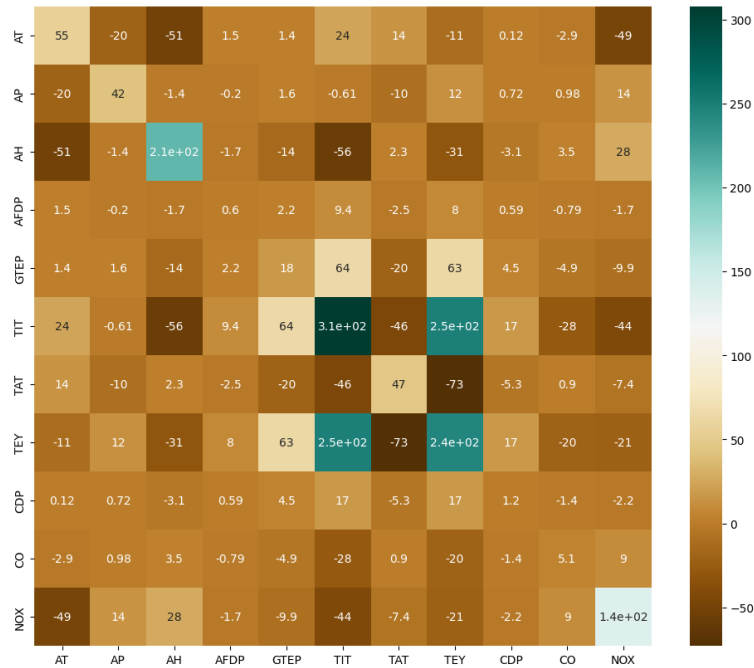 AT 55 -20 -51 1.5 1.4 24 14 -11 0.12 -2.9 -49
AP -20 42 -1.4 -0.2 1.6 -0.61 -10 12 0.72 0.98 14
AH -51 -1.4 2.1e+02 -1.7 -14 -56 2.3 -31 -3.1 3.5 28
AFDP 1.5 -0.2 -1.7 0.6 2.2 9.4 -2.5 8 0.59 -0.79 -1.7
GTEP 1.4 1.6 -14 2.2 18 64 -20 63 4.5 -4.9 -9.9
TIT 24 -0.61 -56 9.4 64 3.1e+02 -46 2.5e+02 17 -28 -44
TAT 14 -10 2.3 -2.5 -20 -46 47 -73 -5.3 0.9 -7.4
TEY -11 12 -31 8 63 2.5e+02 -73 2.4e+02 17 -20 -21
CDP 0.12 0.72 -3.1 0.59 4.5 17 -5.3 17 1.2 -1.4 -2.2
CO -2.9 0.98 3.5 -0.79 -4.9 -28 0.9 -20 -1.4 5.1 9
NOX -49 14 28 -1.7 -9.9 -44 -7.4 -21 -2.2 9 1.4e+02
AT AP AH AFDP GTEP TIT TAT TEY CDP CO NOX
300
250
200
150
100
50
0
−50